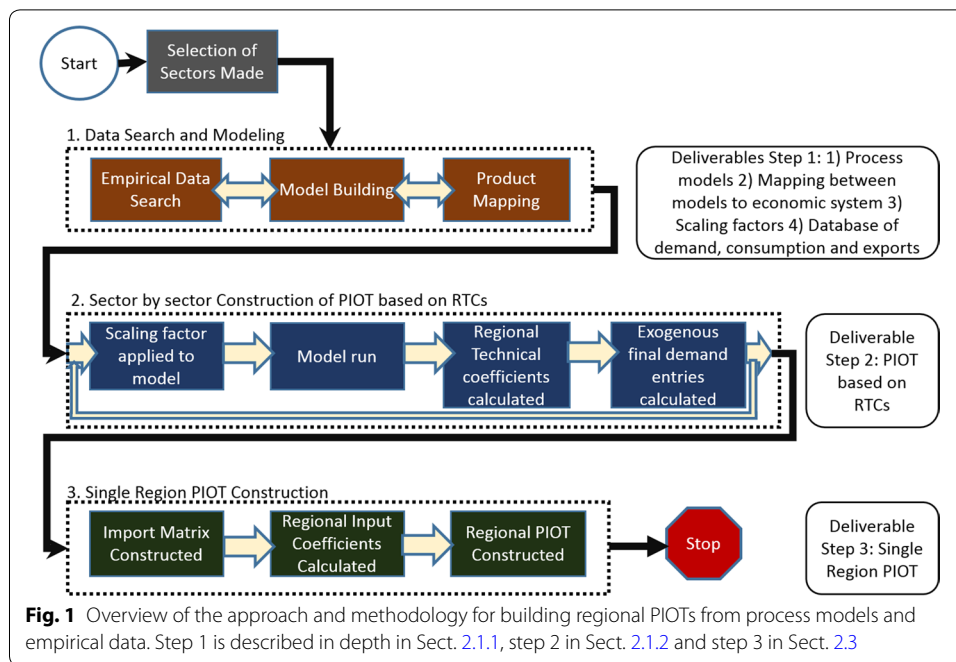 Start
Selection of
Sectors Made
1. Data Search and Modeling
Empirical Data
Search
Model Building
Product
Mapping
Deliverables Step 1: 1) Process
models 2) Mapping between
models to economic system 3)
Scaling factors 4) Database of
demand, consumption and exports
2. Sector by sector Construction of PIOT based on RTCs
Scaling factor
applied to
model
Model run
Regional
Technical
coefficients
calculated
Exogenous
final demand
entries
calculated
Deliverable
Step 2: PIOT
based on
RTCs
3. Single Region PIOT Construction
Import Matrix
Constructed
Regional Input
Coefficients
Calculated
Regional PIOT
Constructed
Stop
Deliverable
Step 3: Single
Region PIOT
Fig. 1 Overview of the approach and methodology for building regional PIOTs from process models and
empirical data. Step 1 is described in depth in Sect. 2.1.1, step 2 in Sect. 2.1.2 and step 3 in Sect. 2.3